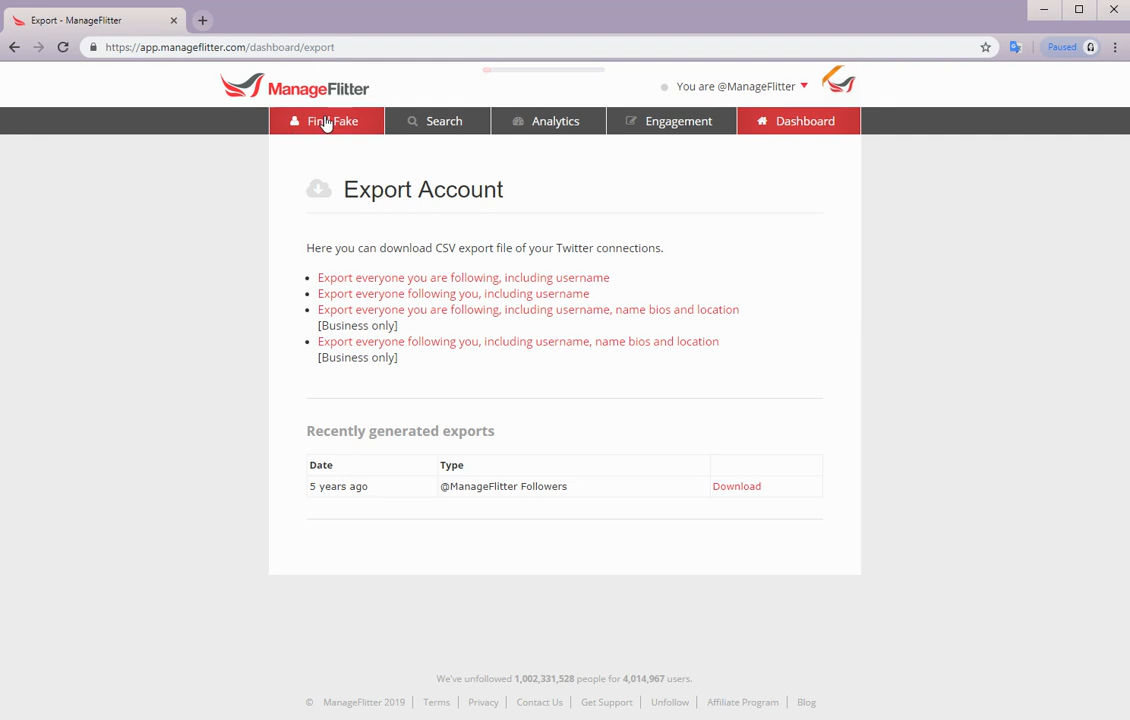 Export - ManageFlitter
https://app.manageflitter.com/dashboard/export
Paused
ManageFlitter
You are @ManageFlitter
Find Fake
Search
Analytics
Engagement
Dashboard
Export Account
Here you can download CSV export file of your Twitter connections.
• Export everyone you are following, including username
• Export everyone following you, including username
• Export everyone you are following, including username, name bios and location
[Business only]
• Export everyone following you, including username, name bios and location
[Business only]
Recently generated exports
Date Type
5 years ago @ManageFlitter Followers Download
We've unfollowed 1,002,331,528 people for 4,014,967 users.
© ManageFlitter 2019 | Terms | Privacy | Contact Us | Get Support | Unfollow | Affiliate Program | Blog